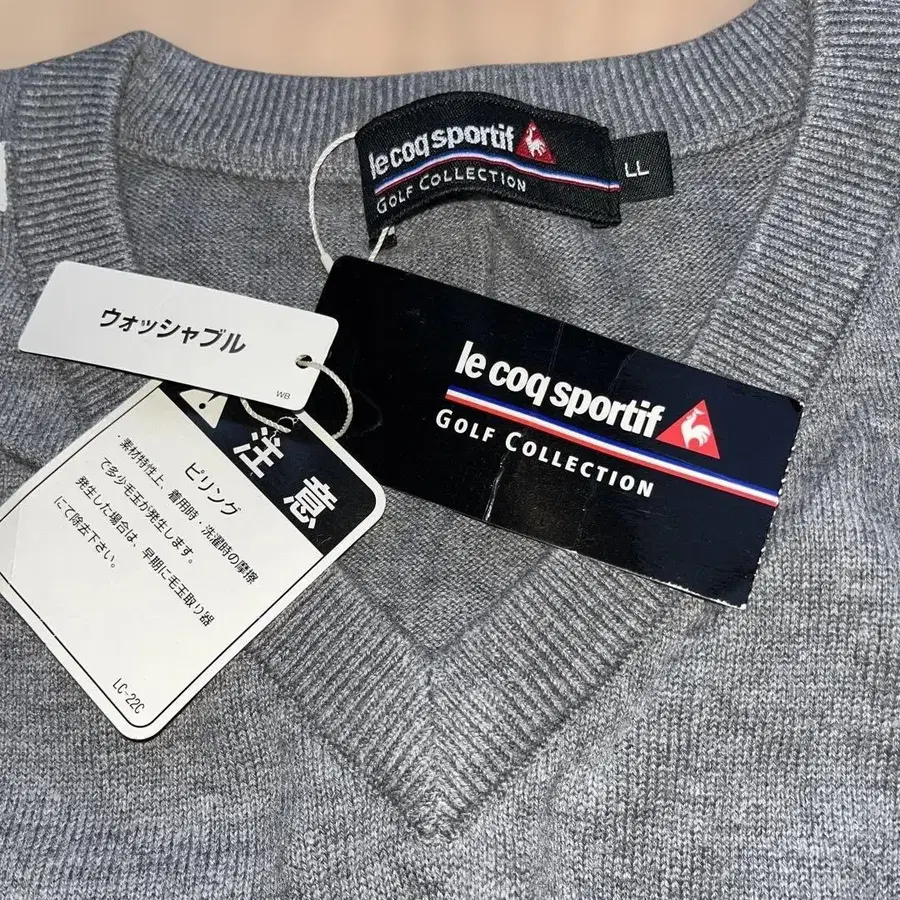 le coq sportif
GOLF COLLECTION
LL
ウォッシャブル
WB
le coq sportif
GOLF COLLECTION
注意
ピリング
・素材特性上、着用時・洗濯時の摩擦
で多少毛玉が発生します。
発生した場合は、早期に毛玉取り器
にて除去下さい。
LC-22C